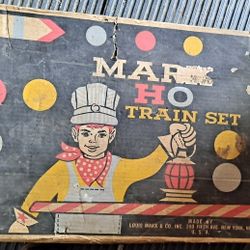 MARX
HO
TRAIN SET
MADE BY
LOUIS MARX & CO., INC. 200 FIFTH AVE. NEW YORK,
U. S. A.